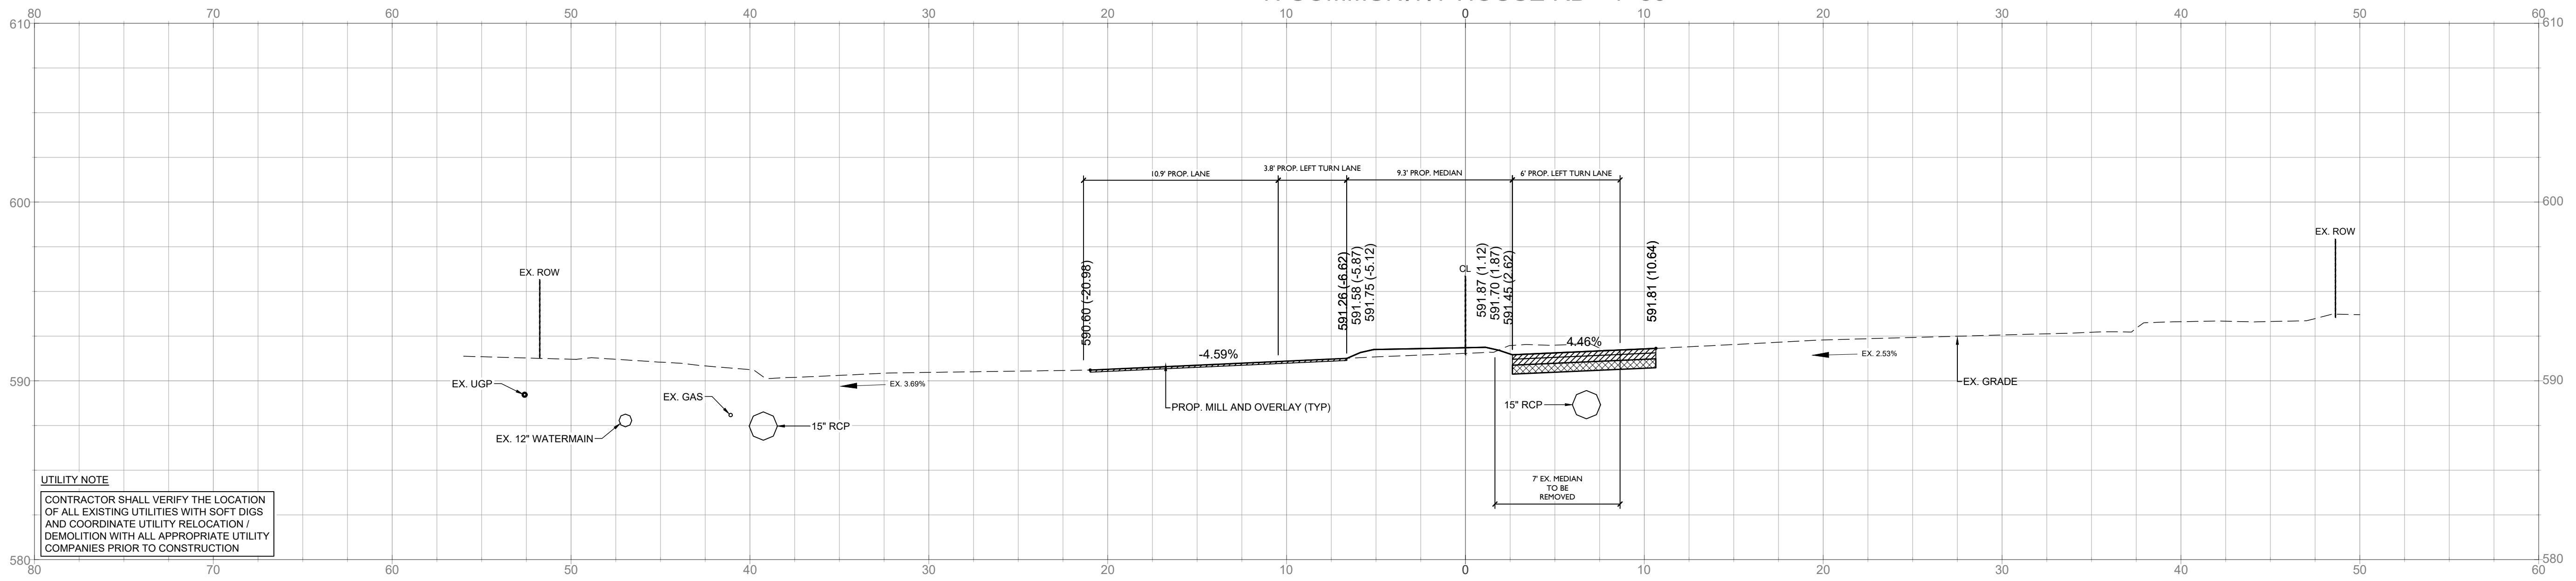 80 70 60 50 40 30 20 10 0 10 20 30 40 50 60
610 610
600 600
590 590
580 580
10.9' PROP. LANE
3.8' PROP. LEFT TURN LANE
9.3' PROP. MEDIAN
6' PROP. LEFT TURN LANE
EX. ROW
EX. ROW
CL
590.60 (-20.98)
591.26 (-6.62)
591.58 (-5.87)
591.75 (-5.12)
591.87 (1.12)
591.70 (1.87)
591.45 (2.62)
591.81 (10.64)
-4.59%
4.46%
EX. 3.69%
EX. 2.53%
EX. GRADE
EX. UGP
EX. 12" WATERMAIN
EX. GAS
15" RCP
PROP. MILL AND OVERLAY (TYP)
15" RCP
7' EX. MEDIAN
TO BE
REMOVED
UTILITY NOTE
CONTRACTOR SHALL VERIFY THE LOCATION
OF ALL EXISTING UTILITIES WITH SOFT DIGS
AND COORDINATE UTILITY RELOCATION /
DEMOLITION WITH ALL APPROPRIATE UTILITY
COMPANIES PRIOR TO CONSTRUCTION
80 70 60 50 40 30 20 10 0 10 20 30 40 50 60